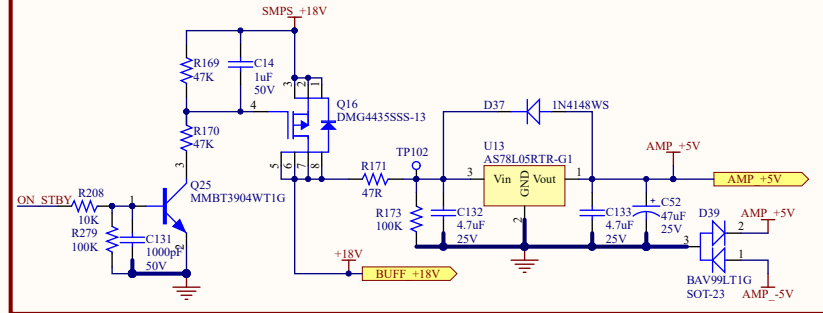 SMPS_+18V
R169
47K
C14
1uF
50V
3
2
1
4
Q16
DMG4435SSS-13
R170
47K
5
6
7
8
3
Q25
MMBT3904WT1G
ON_STBY
R208
10K
1
2
R279
100K
C131
1000pF
50V
R171
47R
TP102
D37
1N4148WS
U13
AS78L05RTR-G1
3
Vin
GND
Vout
1
2
R173
100K
C132
4.7uF
25V
C133
4.7uF
25V
+
C52
47uF
25V
AMP_+5V
AMP_+5V
D39
AMP_+5V
2
3
1
BAV99LT1G
SOT-23
AMP_-5V
+18V
BUFF_+18V